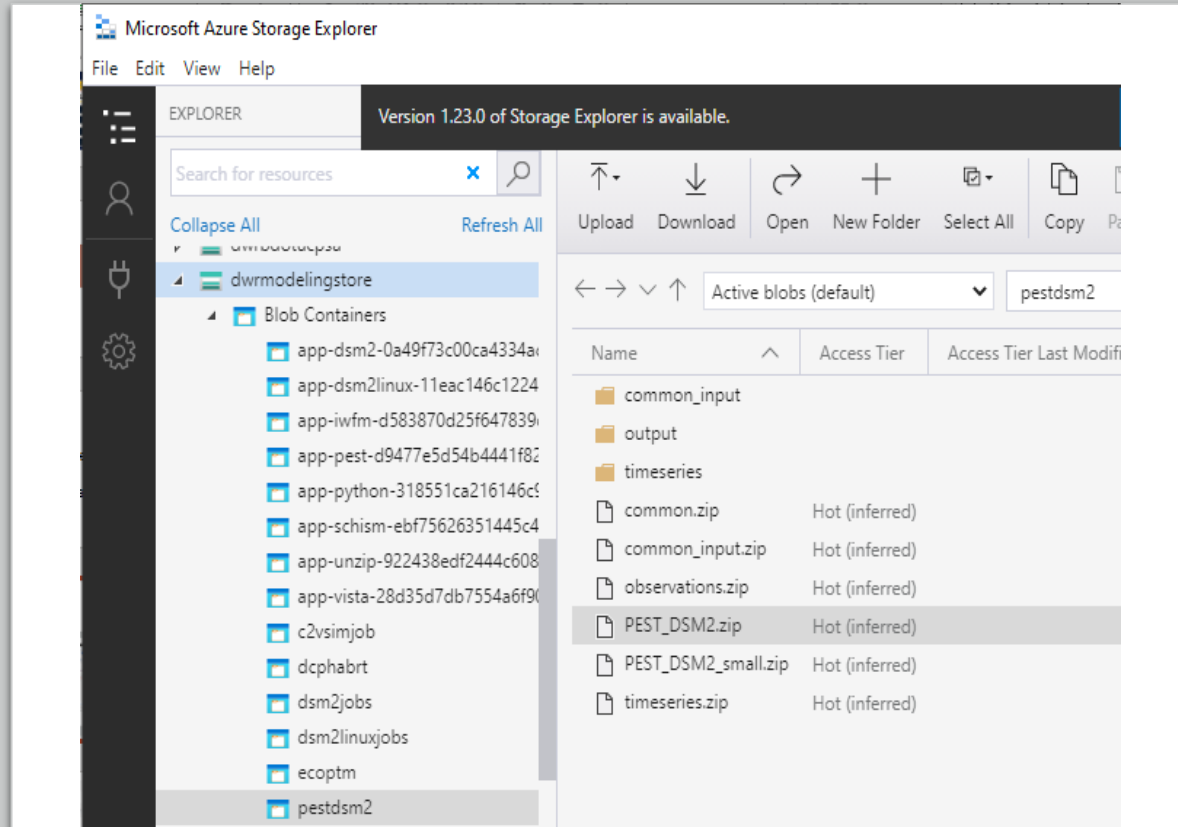 Microsoft Azure Storage Explorer
File Edit View Help
EXPLORER
Version 1.23.0 of Storage Explorer is available.
Search for resources
Collapse All Refresh All
Upload Download Open New Folder Select All Copy
dwrmodelingstore
Active blobs (default) pestdsm2
Blob Containers
Name Access Tier Access Tier Last Modifi
app-dsm2-0a49f73c00ca4334a
app-dsm2linux-11eac146c1224
app-iwfm-d583870d25f647839
app-pest-d9477e5d54b4441f82
app-python-318551ca216146c9
app-schism-ebf75626351445c4
app-unzip-922438edf2444c608
app-vista-28d35d7db7554a6f90
c2vsimjob
dcphabrt
dsm2jobs
dsm2linuxjobs
ecoptm
pestdsm2
common_input
output
timeseries
common.zip Hot (inferred)
common_input.zip Hot (inferred)
observations.zip Hot (inferred)
PEST_DSM2.zip Hot (inferred)
PEST_DSM2_small.zip Hot (inferred)
timeseries.zip Hot (inferred)